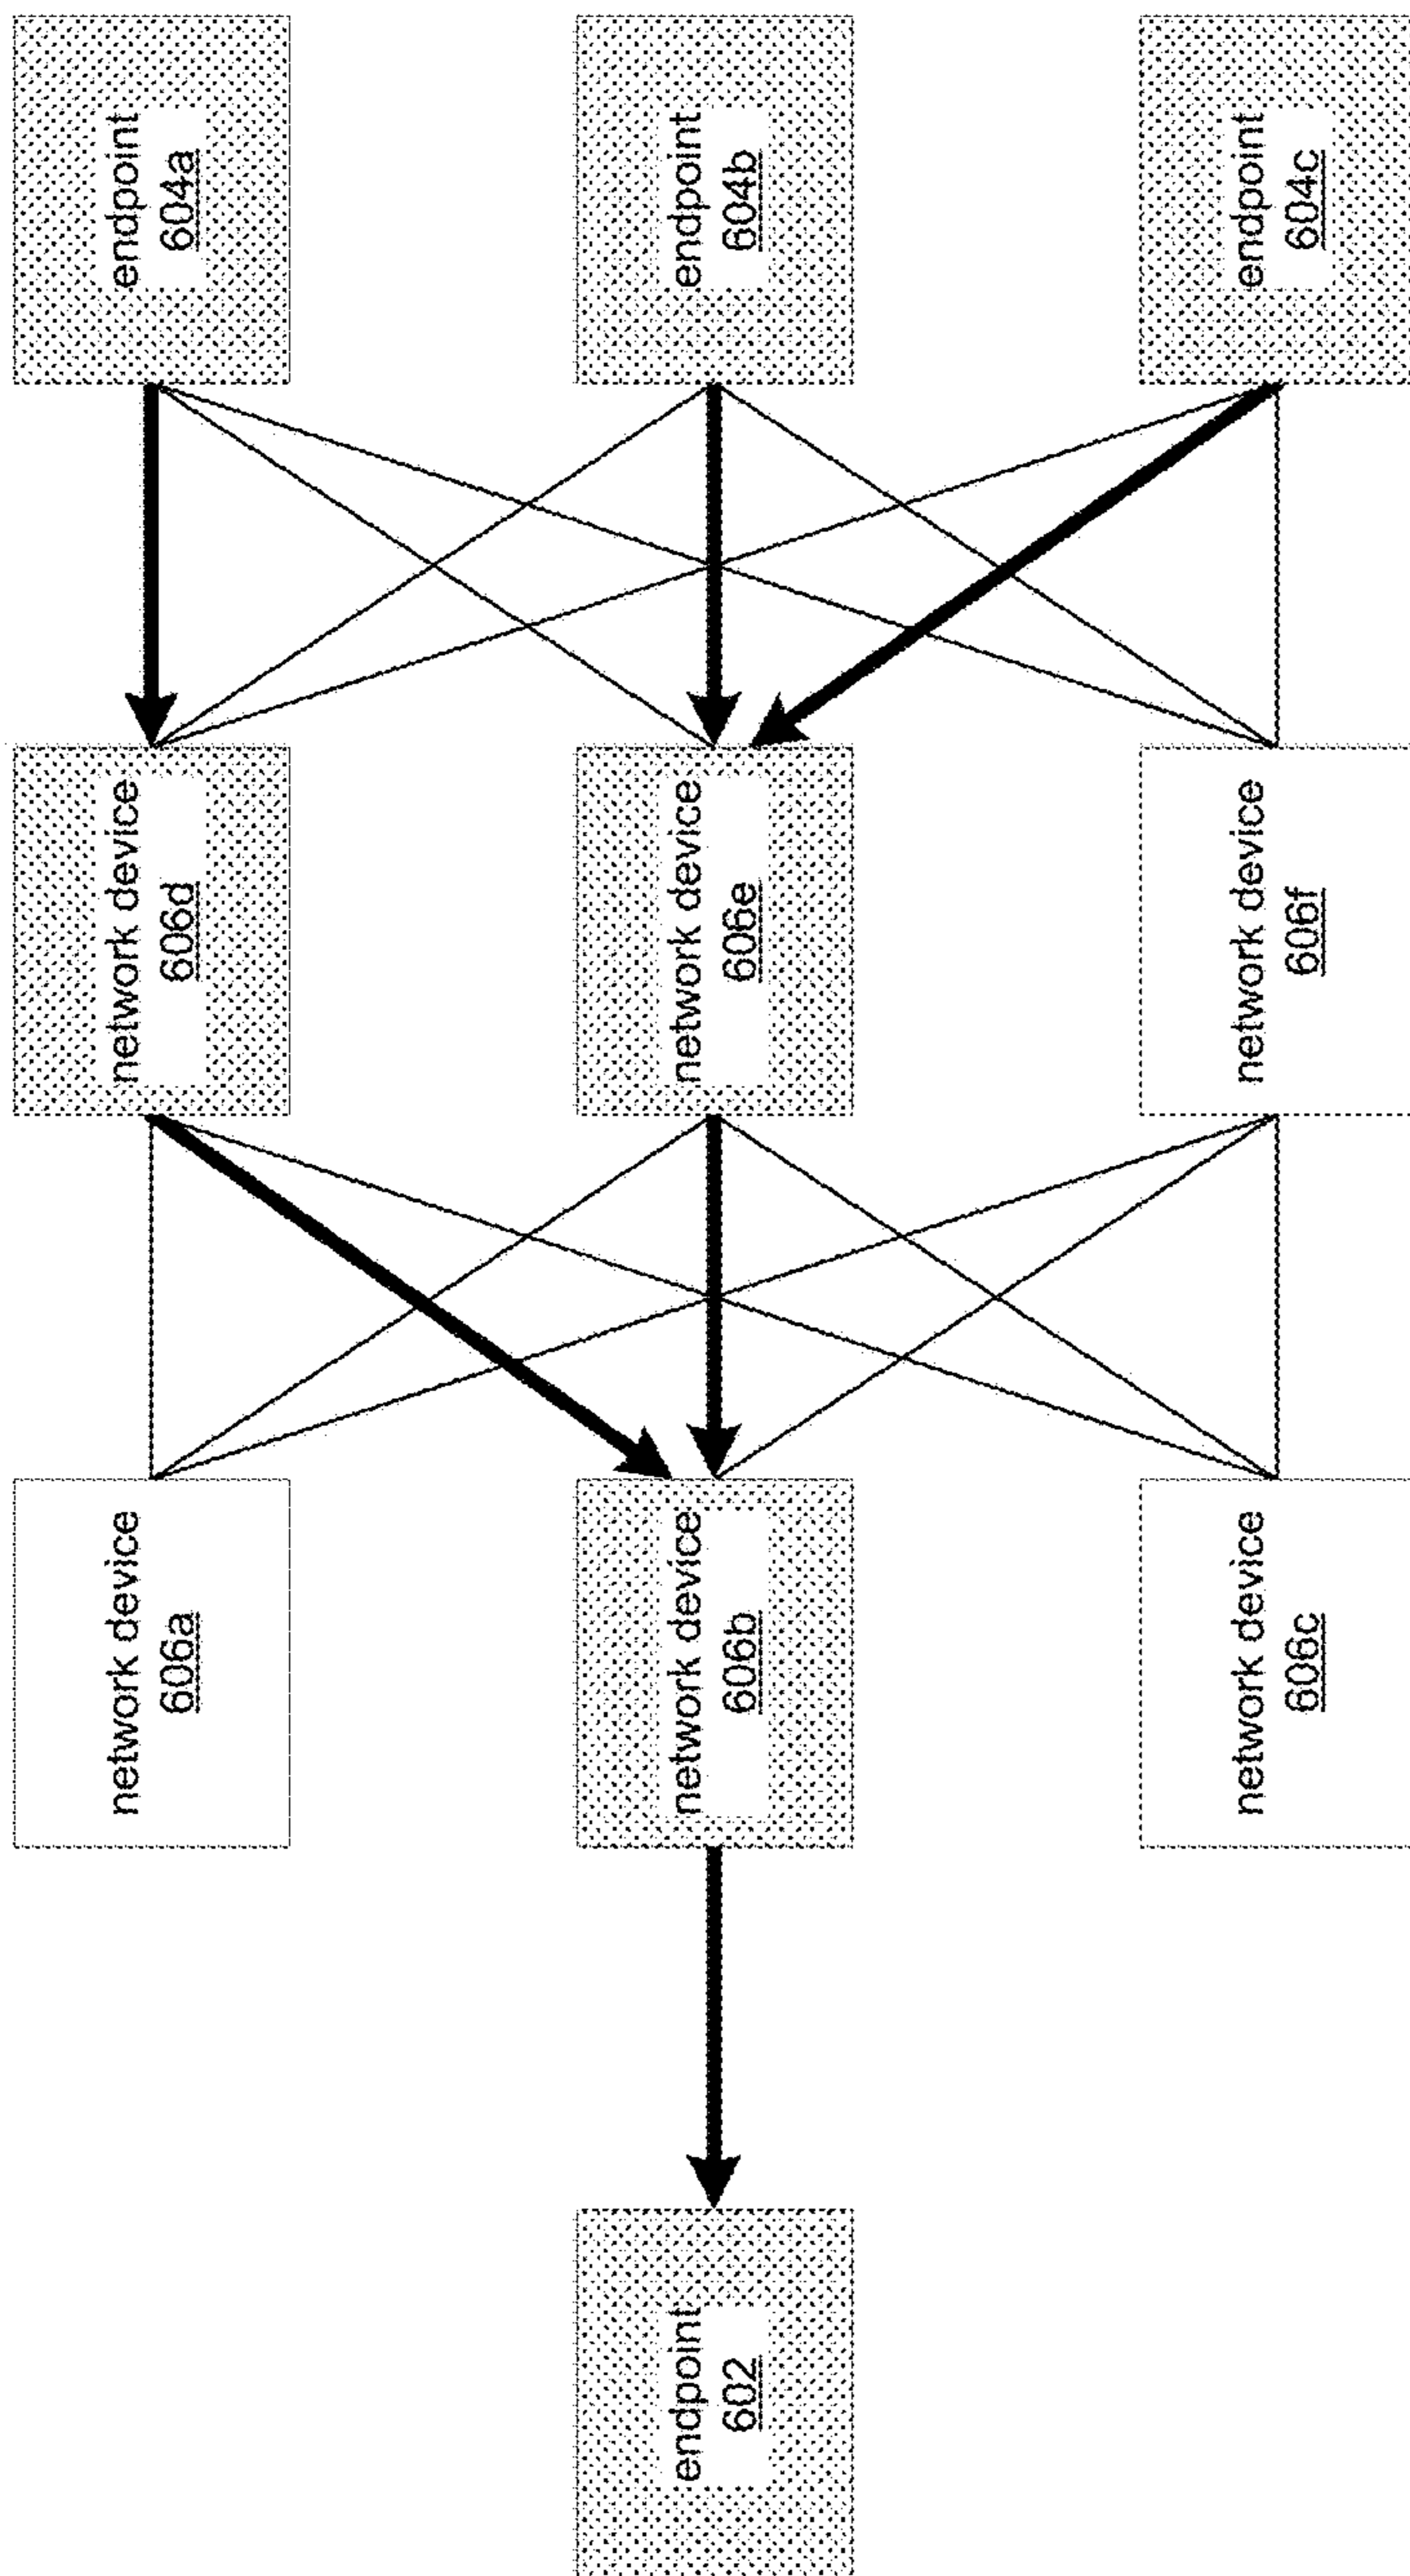 endpoint
604a
endpoint
604b
endpoint
604c
network device
606d
network device
606e
network device
606f
network device
606a
network device
606b
network device
606c
endpoint
602